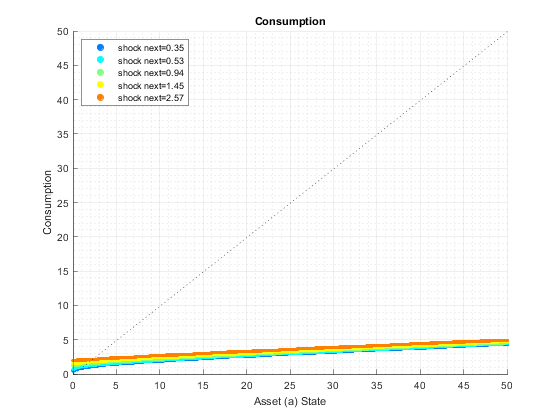 Consumption
shock next=0.35
shock next=0.53
shock next=0.94
shock next=1.45
shock next=2.57
50
45
40
35
30
25
20
15
10
5
0
Consumption
0 5 10 15 20 25 30 35 40 45 50
Asset (a) State